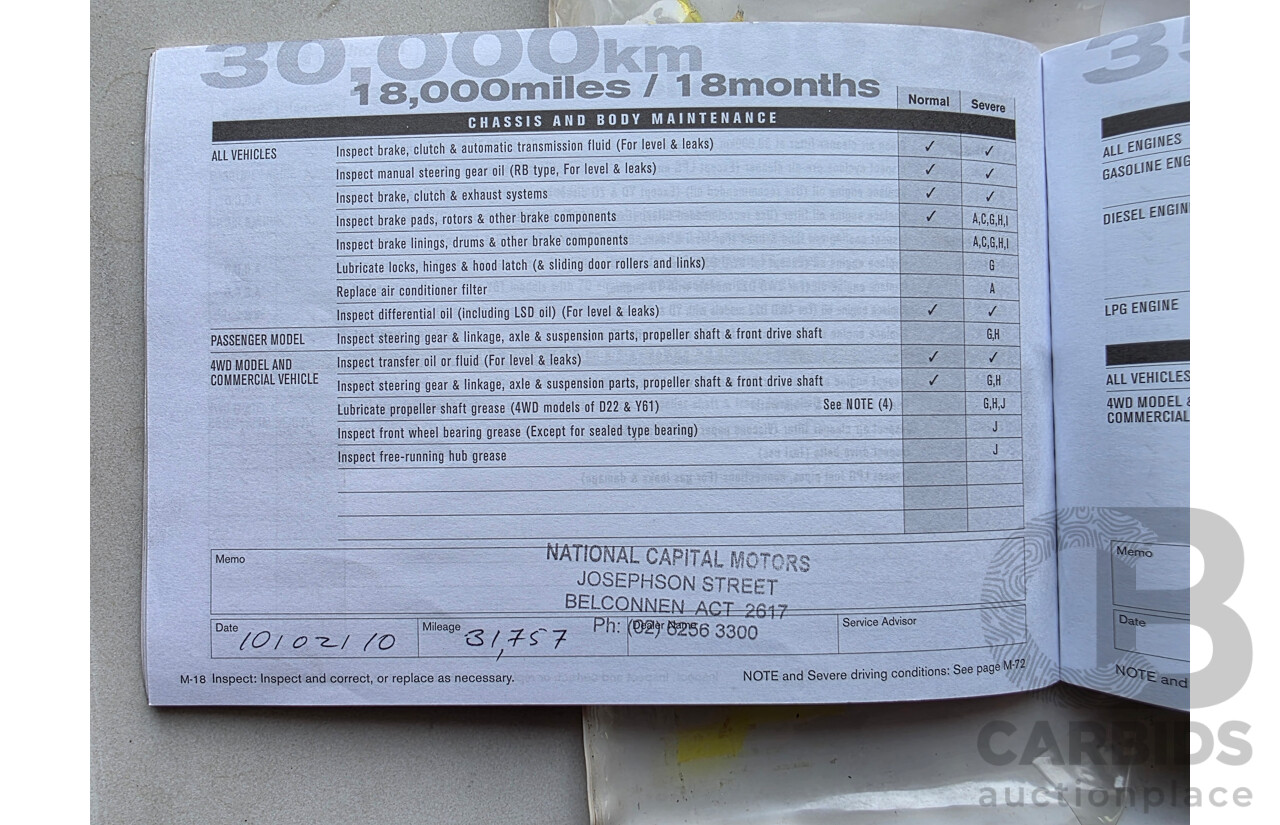 30,000km
18,000miles / 18months
Normal Severe
CHASSIS AND BODY MAINTENANCE
ALL VEHICLES Inspect brake, clutch & automatic transmission fluid (For level & leaks) ✓ ✓
Inspect manual steering gear oil (RB type, For level & leaks) ✓ ✓
Inspect brake, clutch & exhaust systems ✓ ✓
Inspect brake pads, rotors & other brake components ✓ A,C,G,H,I
Inspect brake linings, drums & other brake components A,C,G,H,I
Lubricate locks, hinges & hood latch (& sliding door rollers and links) G
Replace air conditioner filter A
Inspect differential oil (including LSD oil) (For level & leaks) ✓ ✓
PASSENGER MODEL Inspect steering gear & linkage, axle & suspension parts, propeller shaft & front drive shaft G,H
4WD MODEL AND Inspect transfer oil or fluid (For level & leaks) ✓ ✓
COMMERCIAL VEHICLE Inspect steering gear & linkage, axle & suspension parts, propeller shaft & front drive shaft ✓ G,H
Lubricate propeller shaft grease (4WD models of D22 & Y61) See NOTE (4) G,H,J
Inspect front wheel bearing grease (Except for sealed type bearing) J
Inspect free-running hub grease J
Memo
NATIONAL CAPITAL MOTORS
JOSEPHSON STREET
BELCONNEN ACT 2617
Ph: (02) 6256 3300
Date 10/02/10 Mileage 31,757 Dealer Name Service Advisor
M-18 Inspect: Inspect and correct, or replace as necessary. NOTE and Severe driving conditions: See page M-72
35
ALL ENGINES
GASOLINE ENG
DIESEL ENGIN
LPG ENGINE
ALL VEHICLES
4WD MODEL &
COMMERCIAL
Memo
Date
NOTE and
CB
CARBIDS
auctionplace